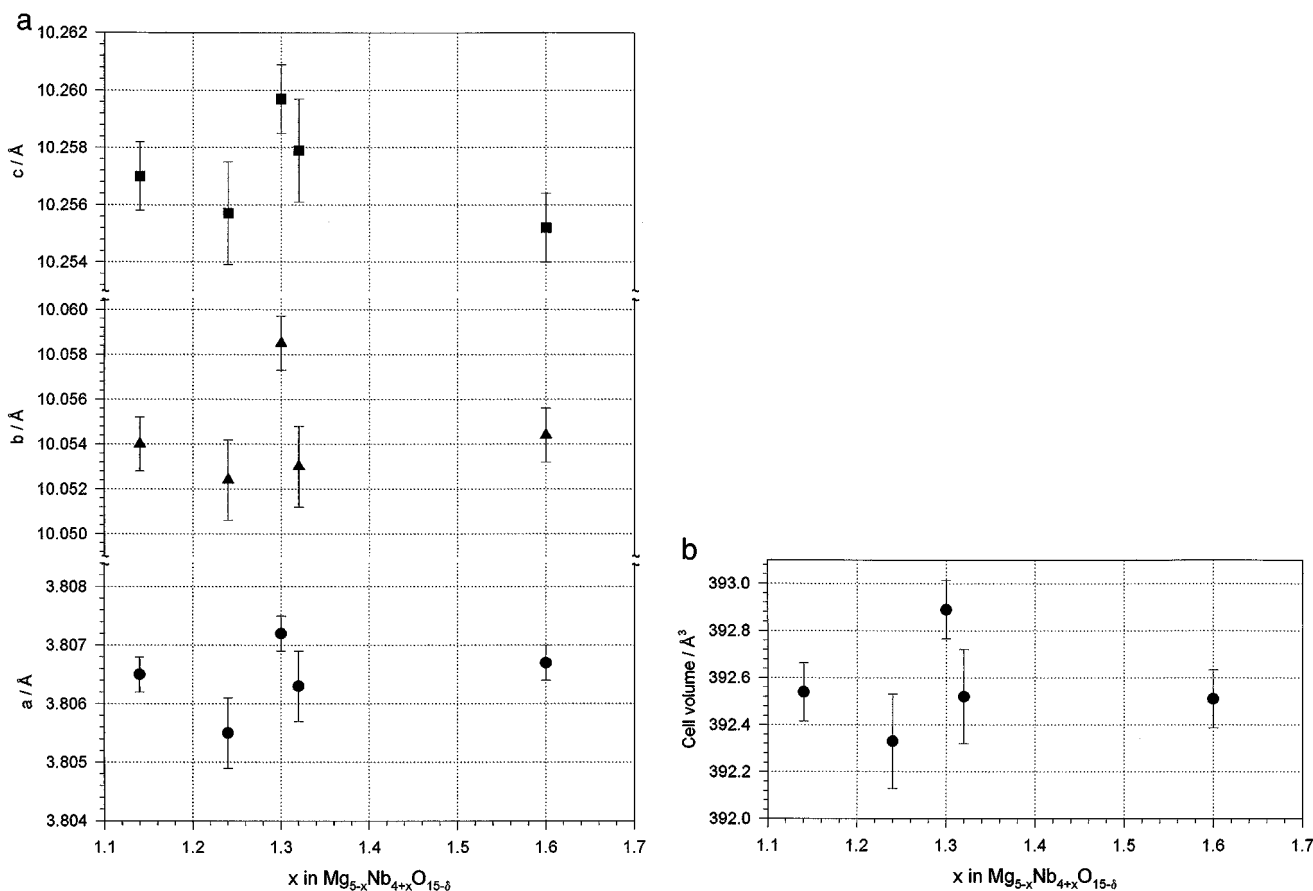 a
10.262
10.260
10.258
10.256
10.254
c / Å
10.060
10.058
10.056
10.054
10.052
10.050
b / Å
3.808
3.807
3.806
3.805
3.804
a / Å
1.1 1.2 1.3 1.4 1.5 1.6 1.7
x in Mg5-xNb4+xO15-δ
b
393.0
392.8
392.6
392.4
392.2
392.0
Cell volume / Å3
1.1 1.2 1.3 1.4 1.5 1.6 1.7
x in Mg5-xNb4+xO15-δ